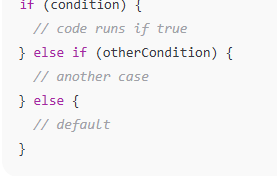 if (condition) {
  // code runs if true
} else if (otherCondition) {
  // another case
} else {
  // default
}